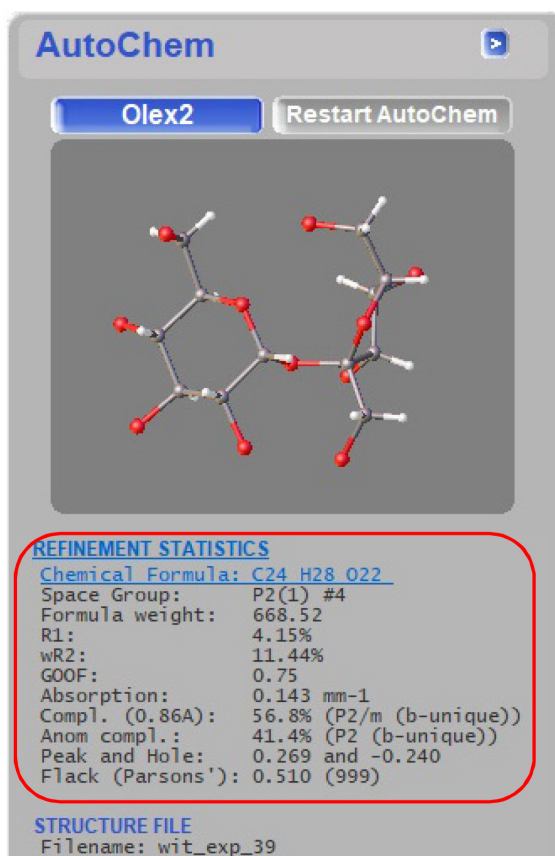 AutoChem
>
Olex2 Restart AutoChem
REFINEMENT STATISTICS
Chemical Formula: C24 H28 O22
Space Group: P2(1) #4
Formula weight: 668.52
R1: 4.15%
wR2: 11.44%
GOOF: 0.75
Absorption: 0.143 mm-1
Compl. (0.86A): 56.8% (P2/m (b-unique))
Anom compl.: 41.4% (P2 (b-unique))
Peak and Hole: 0.269 and -0.240
Flack (Parsons'): 0.510 (999)
STRUCTURE FILE
Filename: wit_exp_39